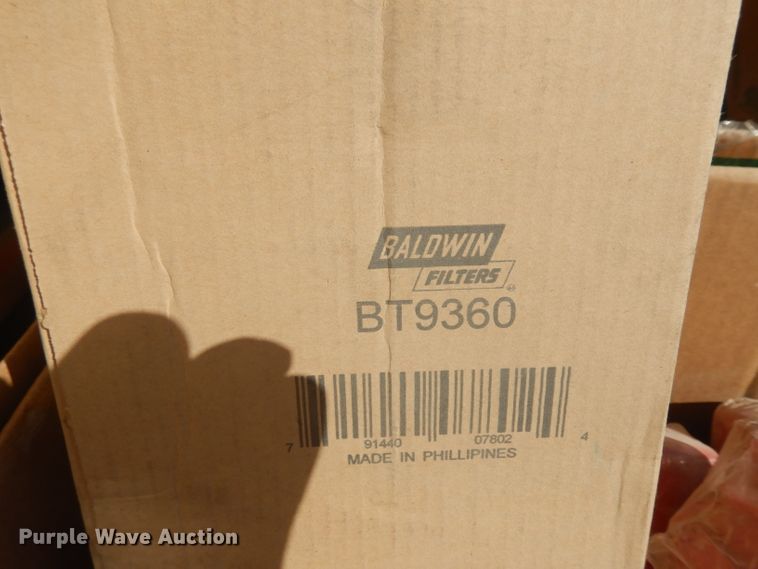 BALDWIN
FILTERS
BT9360
7 91440 07802 4
MADE IN PHILLIPINES
Purple Wave Auction